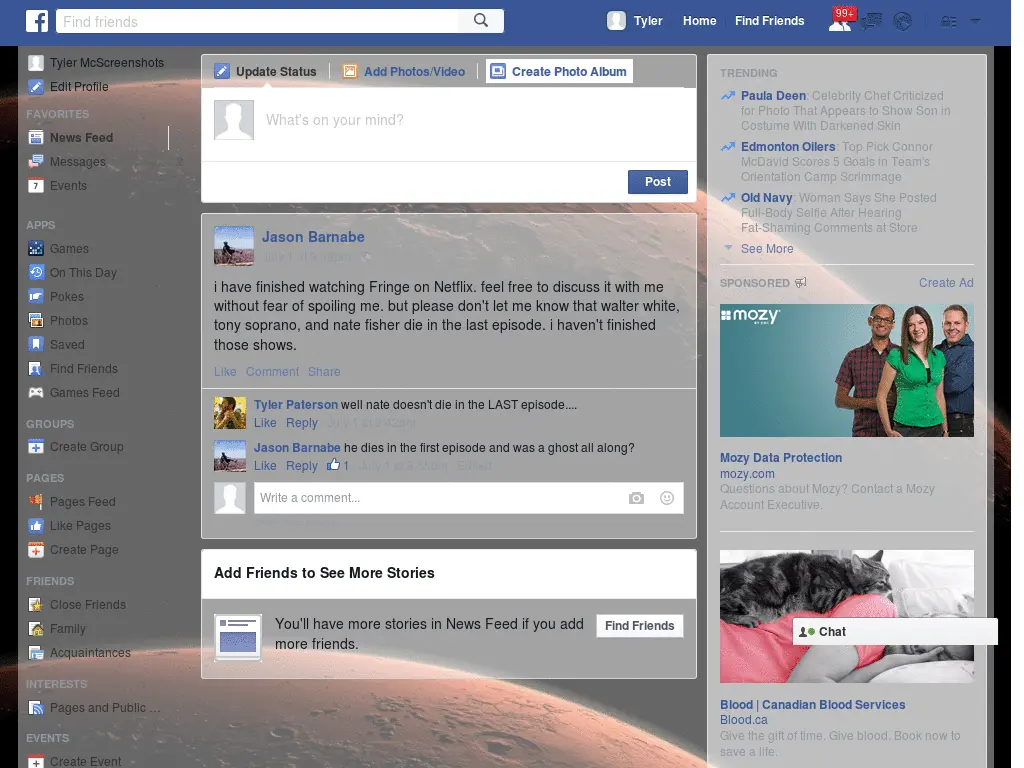 Find friends
Tyler
Home
Find Friends
99+
Tyler McScreenshots
Edit Profile
FAVORITES
News Feed
Messages
2
7
Events
APPS
Games
On This Day
Pokes
Photos
Saved
Find Friends
Games Feed
GROUPS
Create Group
PAGES
Pages Feed
Like Pages
Create Page
FRIENDS
Close Friends
Family
Acquaintances
INTERESTS
Pages and Public ...
EVENTS
Create Event
Update Status
Add Photos/Video
Create Photo Album
What's on your mind?
Post
Jason Barnabe
i have finished watching Fringe on Netflix. feel free to discuss it with me
without fear of spoiling me. but please don't let me know that walter white,
tony soprano, and nate fisher die in the last episode. i haven't finished
those shows.
Like Comment Share
Tyler Paterson well nate doesn't die in the LAST episode....
Like Reply
Jason Barnabe he dies in the first episode and was a ghost all along?
Like Reply 1 Edited
Write a comment...
Add Friends to See More Stories
You'll have more stories in News Feed if you add
more friends.
Find Friends
TRENDING
Paula Deen: Celebrity Chef Criticized
for Photo That Appears to Show Son in
Costume With Darkened Skin
Edmonton Oilers: Top Pick Connor
McDavid Scores 5 Goals in Team's
Orientation Camp Scrimmage
Old Navy: Woman Says She Posted
Full-Body Selfie After Hearing
Fat-Shaming Comments at Store
See More
SPONSORED
Create Ad
mozy
Mozy Data Protection
mozy.com
Questions about Mozy? Contact a Mozy
Account Executive.
Chat
Blood | Canadian Blood Services
Blood.ca
Give the gift of time. Give blood. Book now to
save a life.